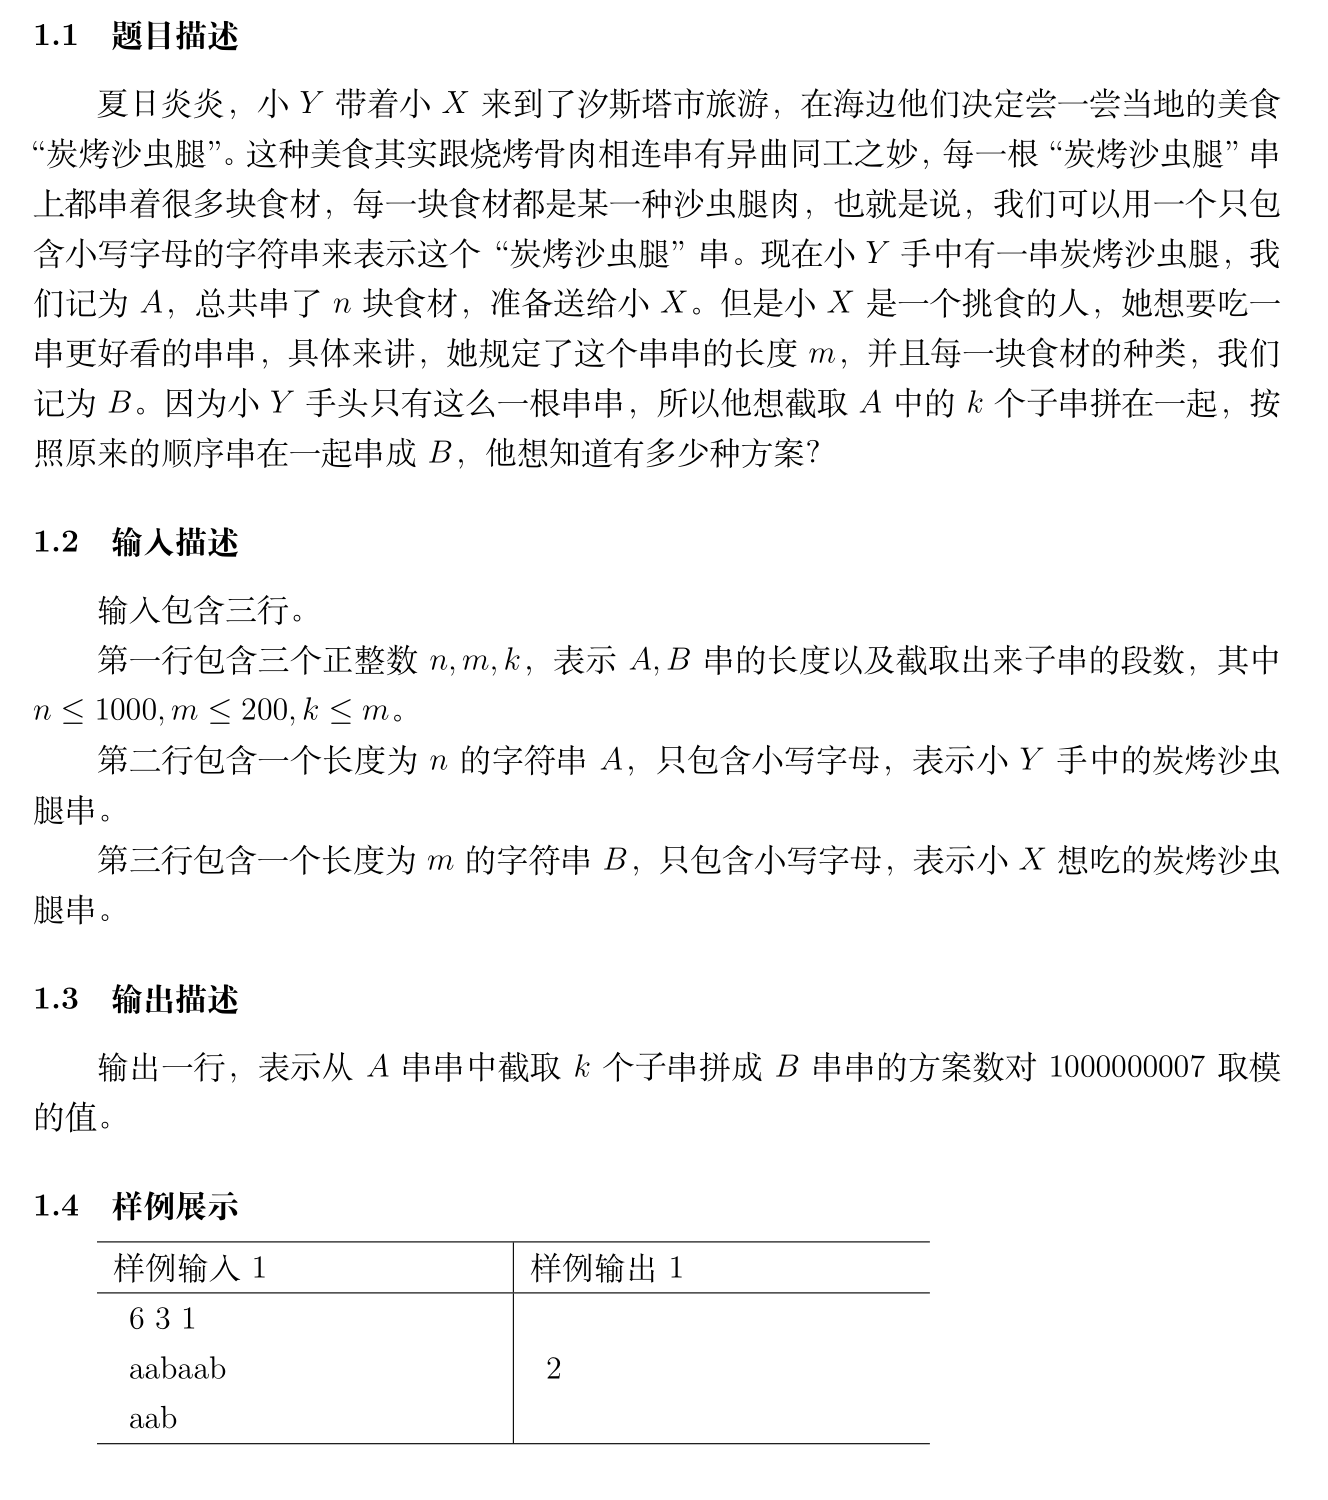 1.1 题目描述
夏日炎炎，小 Y 带着小 X 来到了汐斯塔市旅游，在海边他们决定尝一尝当地的美食
“炭烤沙虫腿”。这种美食其实跟烧烤骨肉相连串有异曲同工之妙，每一根 “炭烤沙虫腿” 串
上都串着很多块食材，每一块食材都是某一种沙虫腿肉，也就是说，我们可以用一个只包
含小写字母的字符串来表示这个 “炭烤沙虫腿” 串。现在小 Y 手中有一串炭烤沙虫腿，我
们记为 A，总共串了 n 块食材，准备送给小 X。但是小 X 是一个挑食的人，她想要吃一
串更好看的串串，具体来讲，她规定了这个串串的长度 m，并且每一块食材的种类，我们
记为 B。因为小 Y 手头只有这么一根串串，所以他想截取 A 中的 k 个子串拼在一起，按
照原来的顺序串在一起串成 B，他想知道有多少种方案？
1.2 输入描述
输入包含三行。
第一行包含三个正整数 n, m, k，表示 A, B 串的长度以及截取出来子串的段数，其中
n ≤ 1000, m ≤ 200, k ≤ m。
第二行包含一个长度为 n 的字符串 A，只包含小写字母，表示小 Y 手中的炭烤沙虫
腿串。
第三行包含一个长度为 m 的字符串 B，只包含小写字母，表示小 X 想吃的炭烤沙虫
腿串。
1.3 输出描述
输出一行，表示从 A 串串中截取 k 个子串拼成 B 串串的方案数对 1000000007 取模
的值。
1.4 样例展示
样例输入 1 样例输出 1
6 3 1
aabaab 2
aab